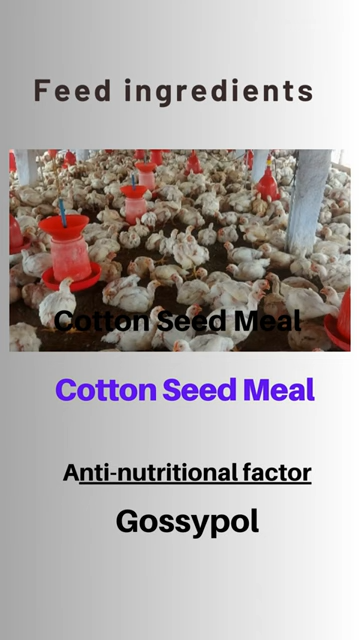 Feed ingredients
Cotton Seed Meal
Cotton Seed Meal
Anti-nutritional factor
Gossypol